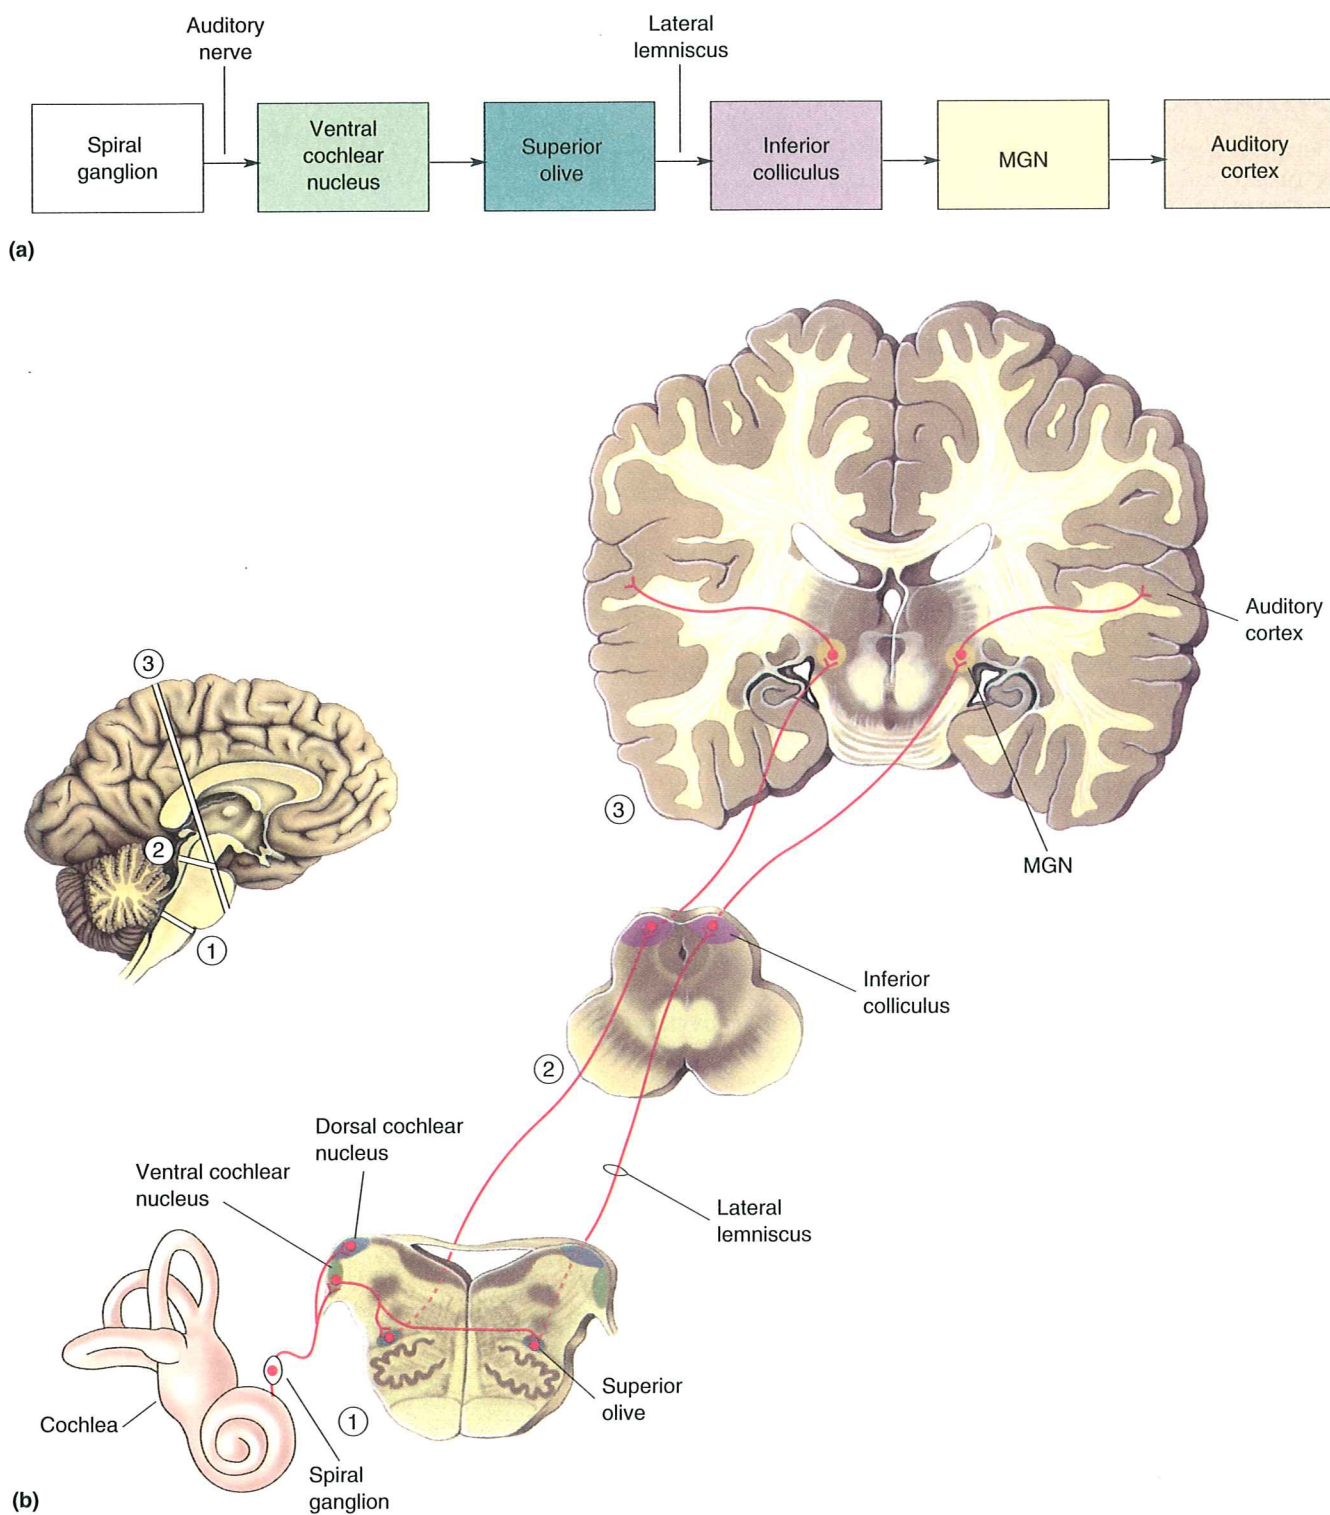 Auditory
nerve
Lateral
lemniscus
Spiral
ganglion
Ventral
cochlear
nucleus
Superior
olive
Inferior
colliculus
MGN
Auditory
cortex
(a)
Auditory
cortex
3
3
MGN
2
1
Inferior
colliculus
2
Dorsal cochlear
nucleus
Ventral cochlear
nucleus
Lateral
lemniscus
Superior
olive
Cochlea
1
Spiral
ganglion
(b)